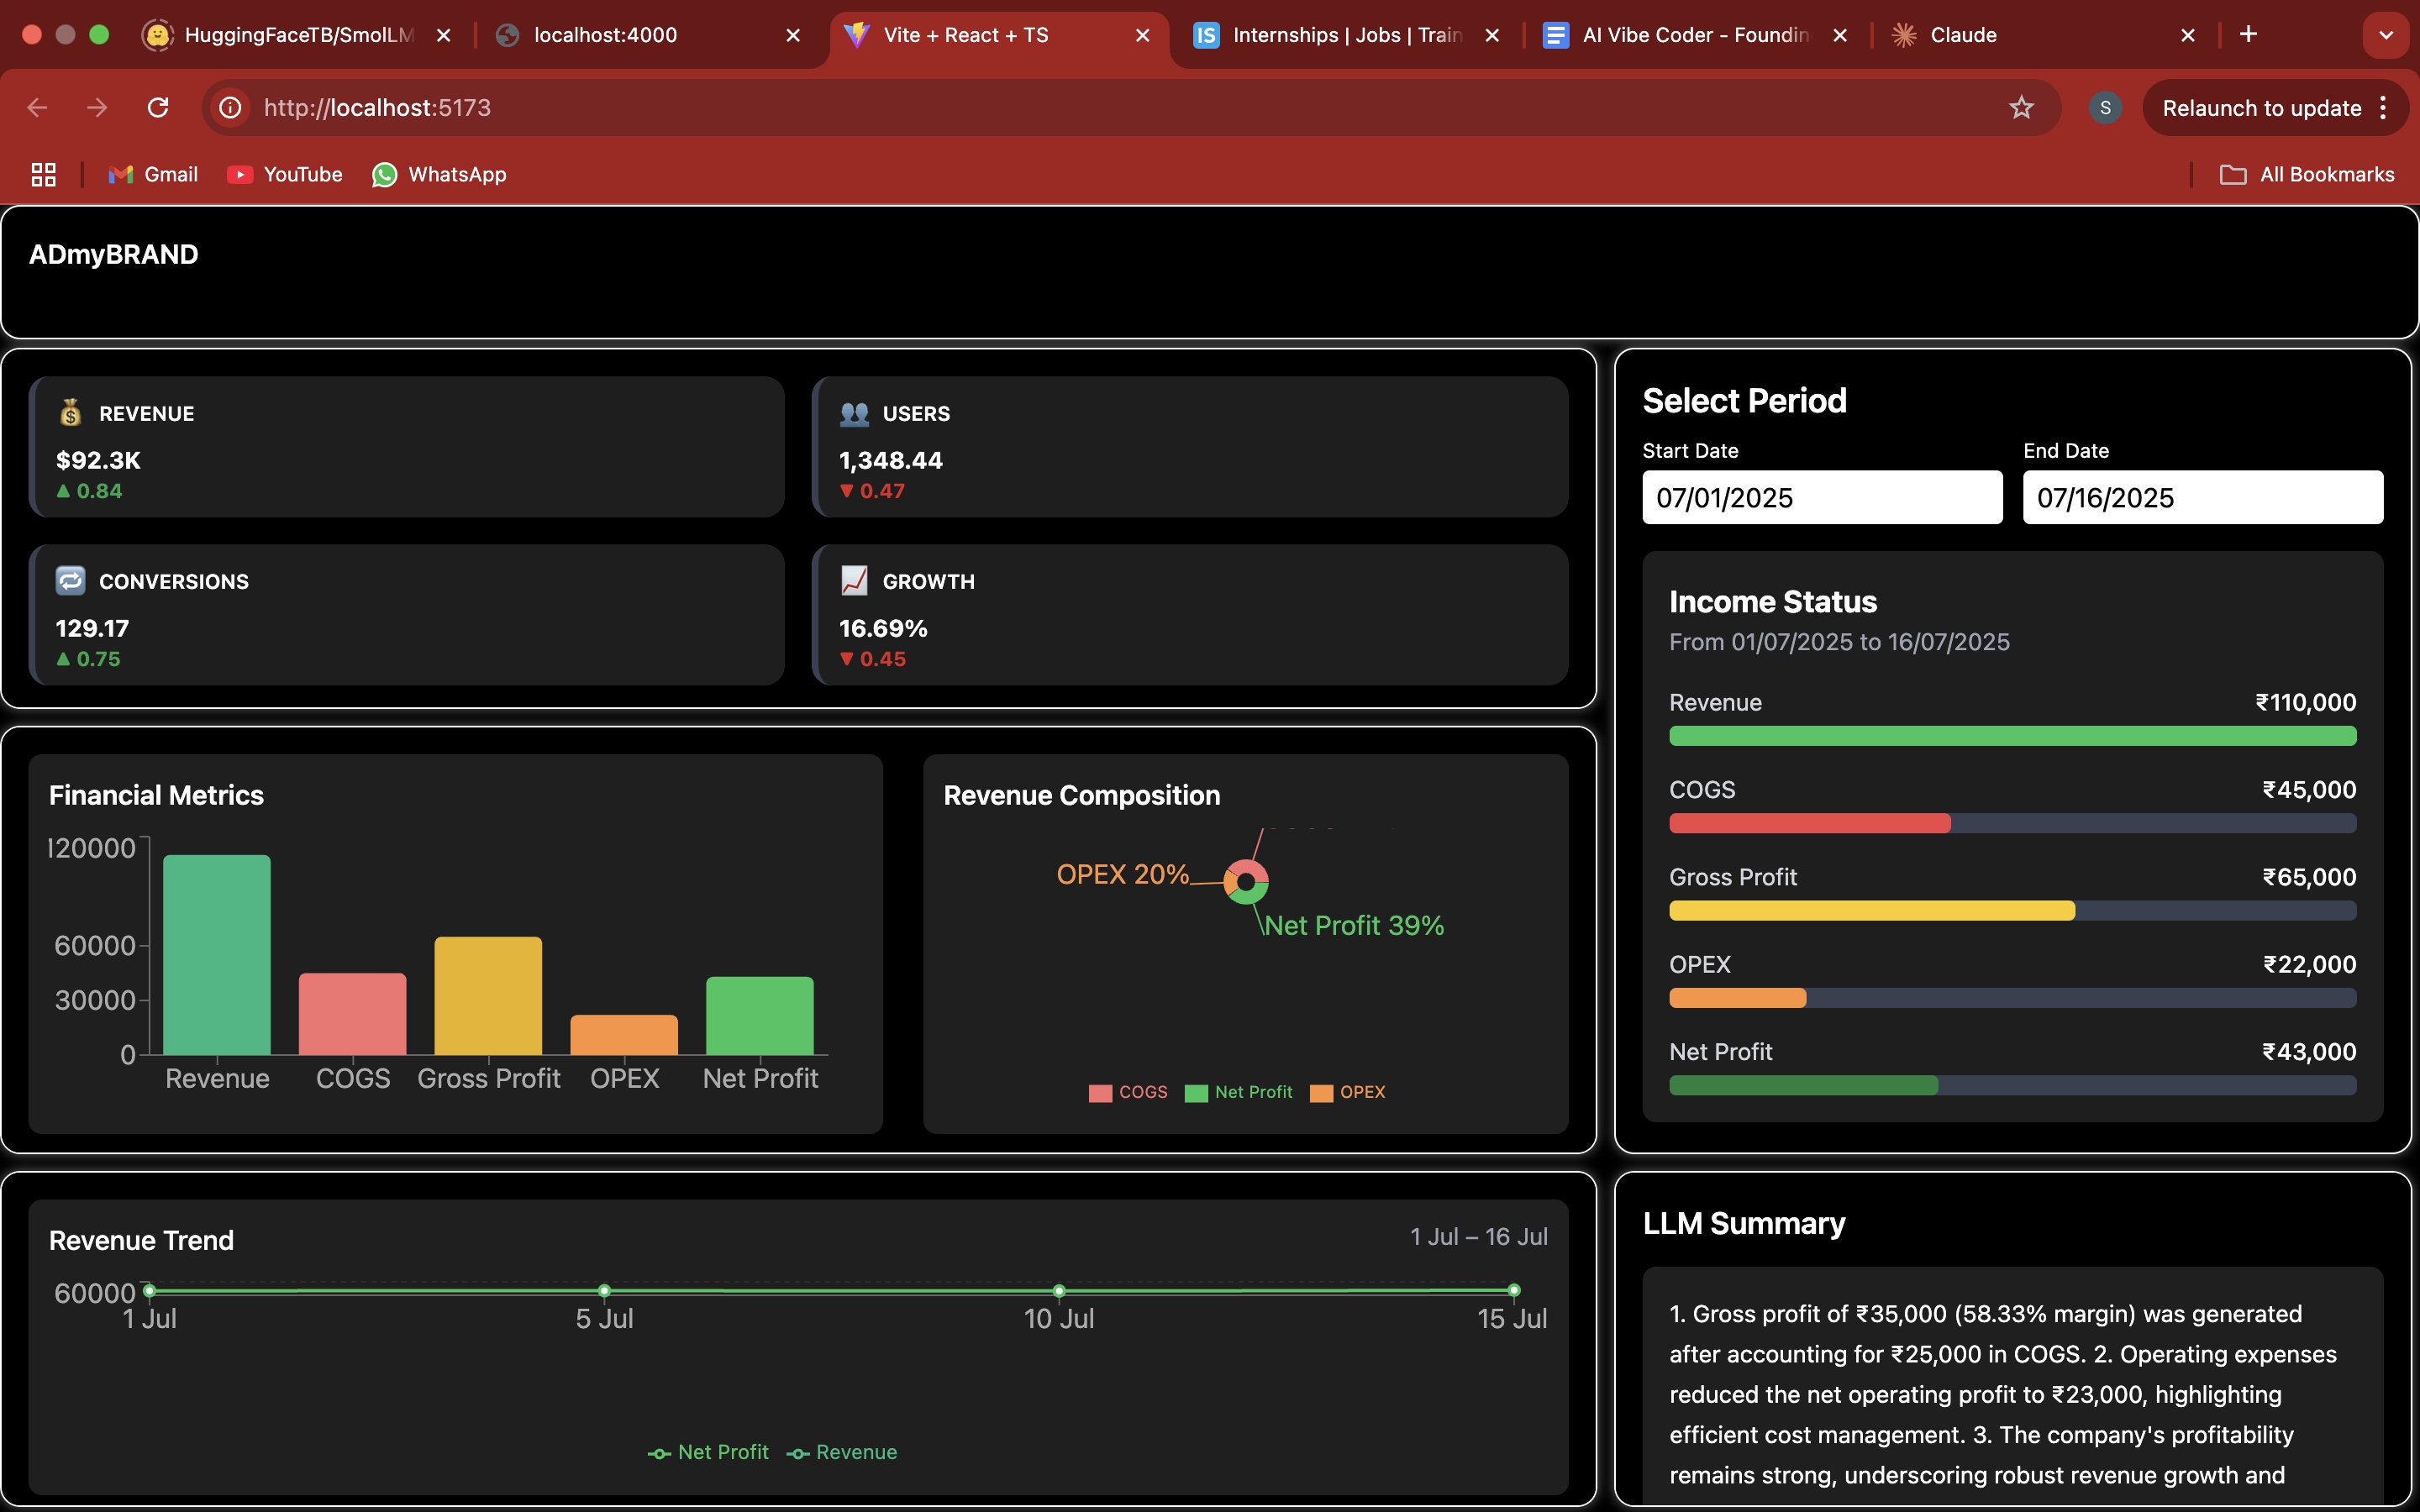 HuggingFaceTB/SmolLM
localhost:4000
Vite + React + TS
Internships | Jobs | Train
AI Vibe Coder - Foundin
Claude
http://localhost:5173
S
Relaunch to update
Gmail
YouTube
WhatsApp
All Bookmarks
ADmyBRAND
REVENUE
$92.3K
▲ 0.84
USERS
1,348.44
▼ 0.47
CONVERSIONS
129.17
▲ 0.75
GROWTH
16.69%
▼ 0.45
Select Period
Start Date
End Date
07/01/2025
07/16/2025
Income Status
From 01/07/2025 to 16/07/2025
Revenue ₹110,000
COGS ₹45,000
Gross Profit ₹65,000
OPEX ₹22,000
Net Profit ₹43,000
Financial Metrics
120000
60000
30000
0
Revenue COGS Gross Profit OPEX Net Profit
Revenue Composition
OPEX 20%
Net Profit 39%
COGS Net Profit OPEX
Revenue Trend
1 Jul – 16 Jul
60000
1 Jul 5 Jul 10 Jul 15 Jul
Net Profit Revenue
LLM Summary
1. Gross profit of ₹35,000 (58.33% margin) was generated
after accounting for ₹25,000 in COGS. 2. Operating expenses
reduced the net operating profit to ₹23,000, highlighting
efficient cost management. 3. The company's profitability
remains strong, underscoring robust revenue growth and